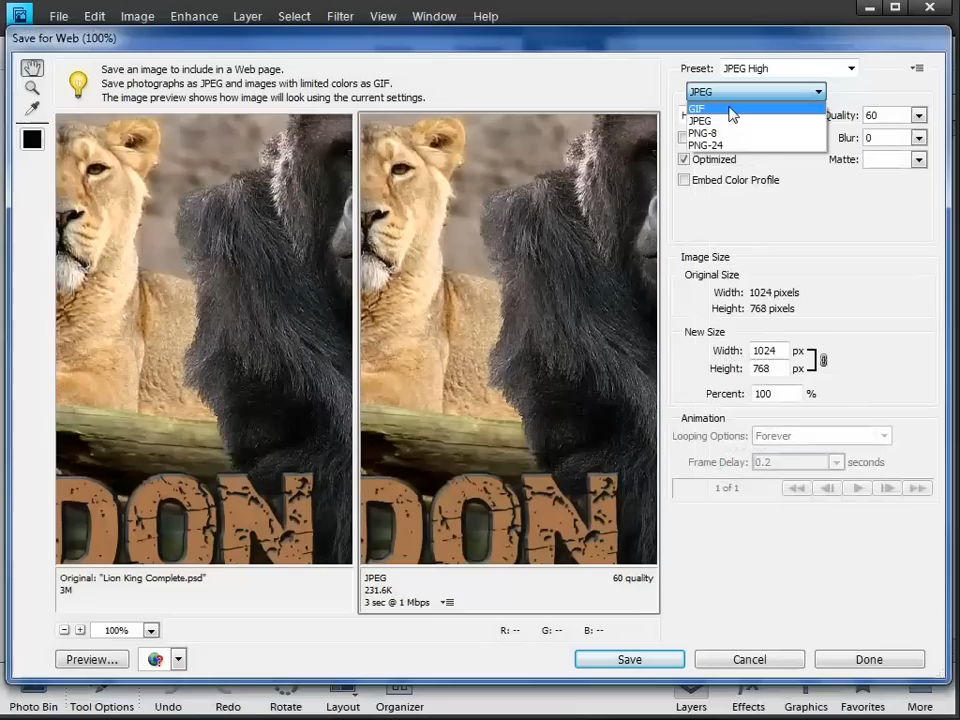 File Edit Image Enhance Layer Select Filter View Window Help
Save for Web (100%)
Save an image to include in a Web page.
Save photographs as JPEG and images with limited colors as GIF.
The image preview shows how image will look using the current settings.
Preset: JPEG High
JPEG
GIF
JPEG
PNG-8
PNG-24
Quality: 60
Blur: 0
Optimized
Matte:
Embed Color Profile
Image Size
Original Size
Width: 1024 pixels
Height: 768 pixels
New Size
Width: 1024 px
Height: 768 px
Percent: 100 %
Animation
Looping Options: Forever
Frame Delay: 0.2 seconds
1 of 1
DON
DON
Original: "Lion King Complete.psd"
3M
JPEG
60 quality
231.6K
3 sec @ 1 Mbps
100%
R: -- G: -- B: --
Preview...
Save
Cancel
Done
Photo Bin Tool Options Undo Redo Rotate Layout Organizer Layers Effects Graphics Favorites More